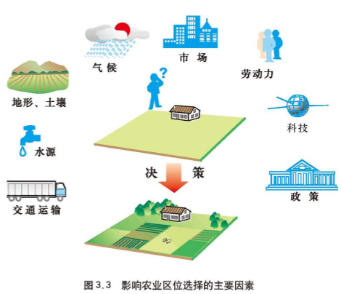 气候
市场
劳动力
地形、土壤
?
科技
水源
决 策
交通运输
政策
图 3.3 影响农业区位选择的主要因素